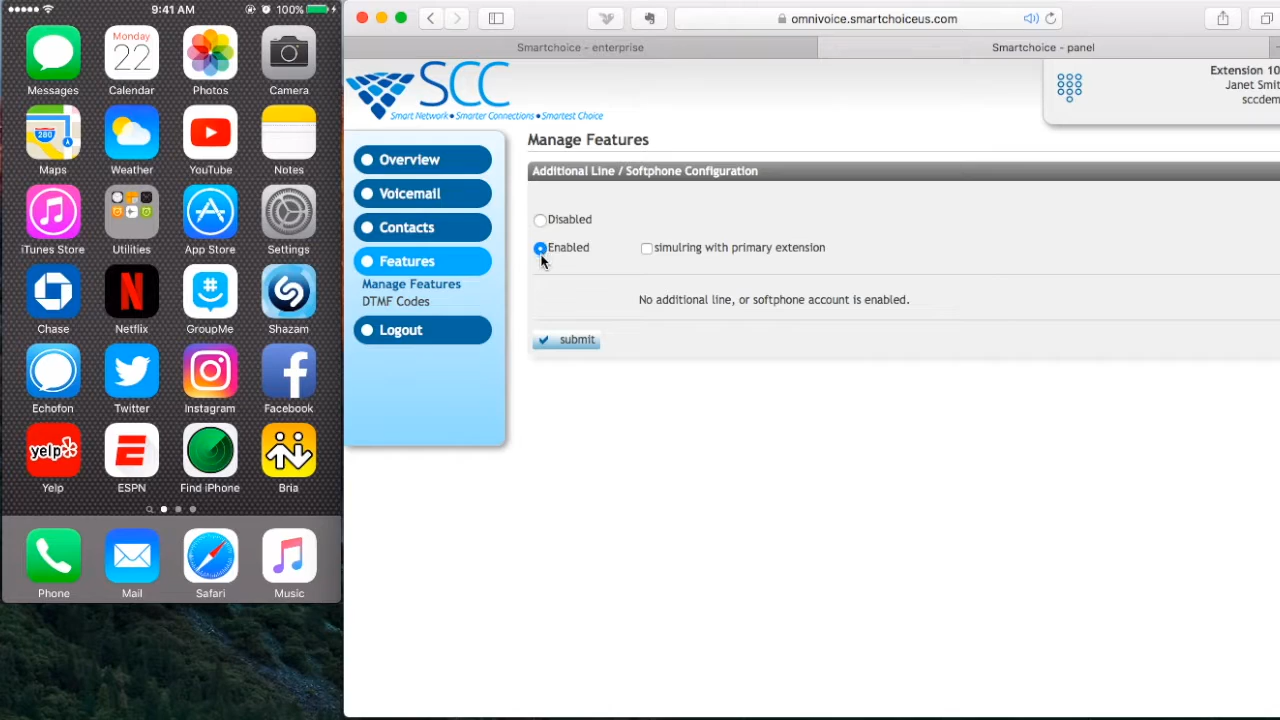 9:41 AM
100%
Monday
22
Messages
Calendar
Photos
Camera
280
Maps
Weather
YouTube
Notes
iTunes Store
Utilities
App Store
Settings
Chase
Netflix
GroupMe
Shazam
Echofon
Twitter
Instagram
Facebook
yelp
Yelp
ESPN
Find iPhone
Bria
Phone
Mail
Safari
Music
omnivoice.smartchoiceus.com
Smartchoice - enterprise
Smartchoice - panel
SCC
Smart Network • Smarter Connections • Smartest Choice
Extension 10
Janet Smit
sccdem
Overview
Voicemail
Contacts
Features
Manage Features
DTMF Codes
Logout
Manage Features
Additional Line / Softphone Configuration
Disabled
Enabled
simulring with primary extension
No additional line, or softphone account is enabled.
submit